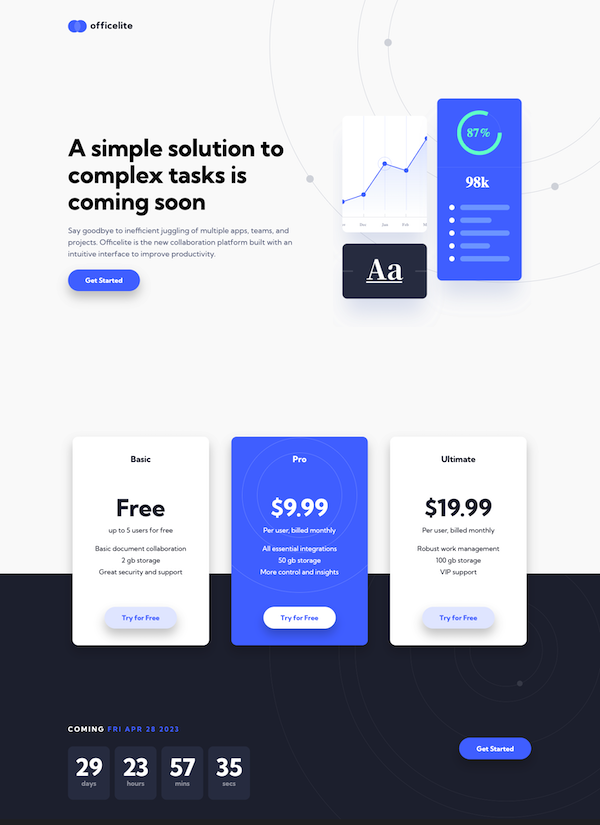 officelite
A simple solution to
complex tasks is
coming soon
Say goodbye to inefficient juggling of multiple apps, teams, and
projects. Officelite is the new collaboration platform built with an
intuitive interface to improve productivity.
Get Started
87%
98k
Dec Jan Feb
Aa
Basic
Free
up to 5 users for free
Basic document collaboration
2 gb storage
Great security and support
Try for Free
Pro
$9.99
Per user, billed monthly
All essential integrations
50 gb storage
More control and insights
Try for Free
Ultimate
$19.99
Per user, billed monthly
Robust work management
100 gb storage
VIP support
Try for Free
COMING FRI APR 28 2023
29 23 57 35
days hours mins secs
Get Started